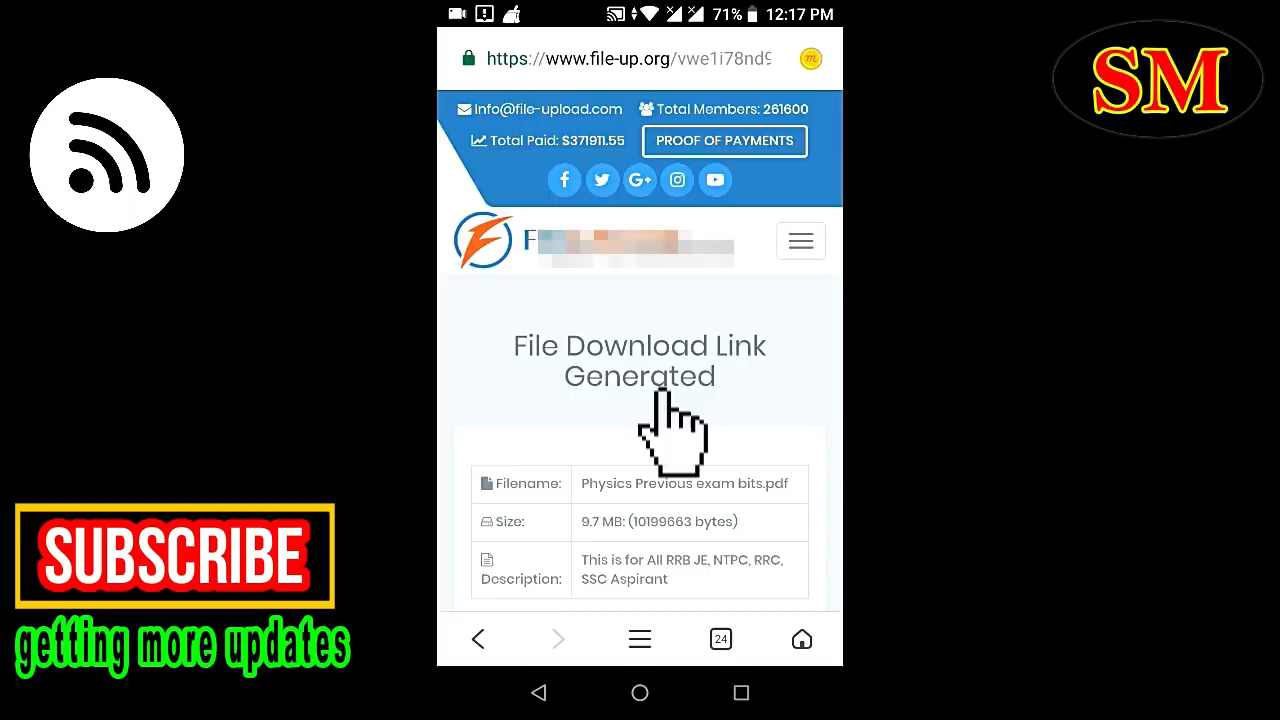 71% 12:17 PM
https://www.file-up.org/vwe1i78nd9
m
SM
Info@file-upload.com Total Members: 261600
Total Paid: $371911.55 PROOF OF PAYMENTS
F
File Download Link
Generated
Filename: Physics Previous exam bits.pdf
Size: 9.7 MB: (10199663 bytes)
Description: This is for All RRB JE, NTPC, RRC,
SSC Aspirant
24
SUBSCRIBE
getting more updates